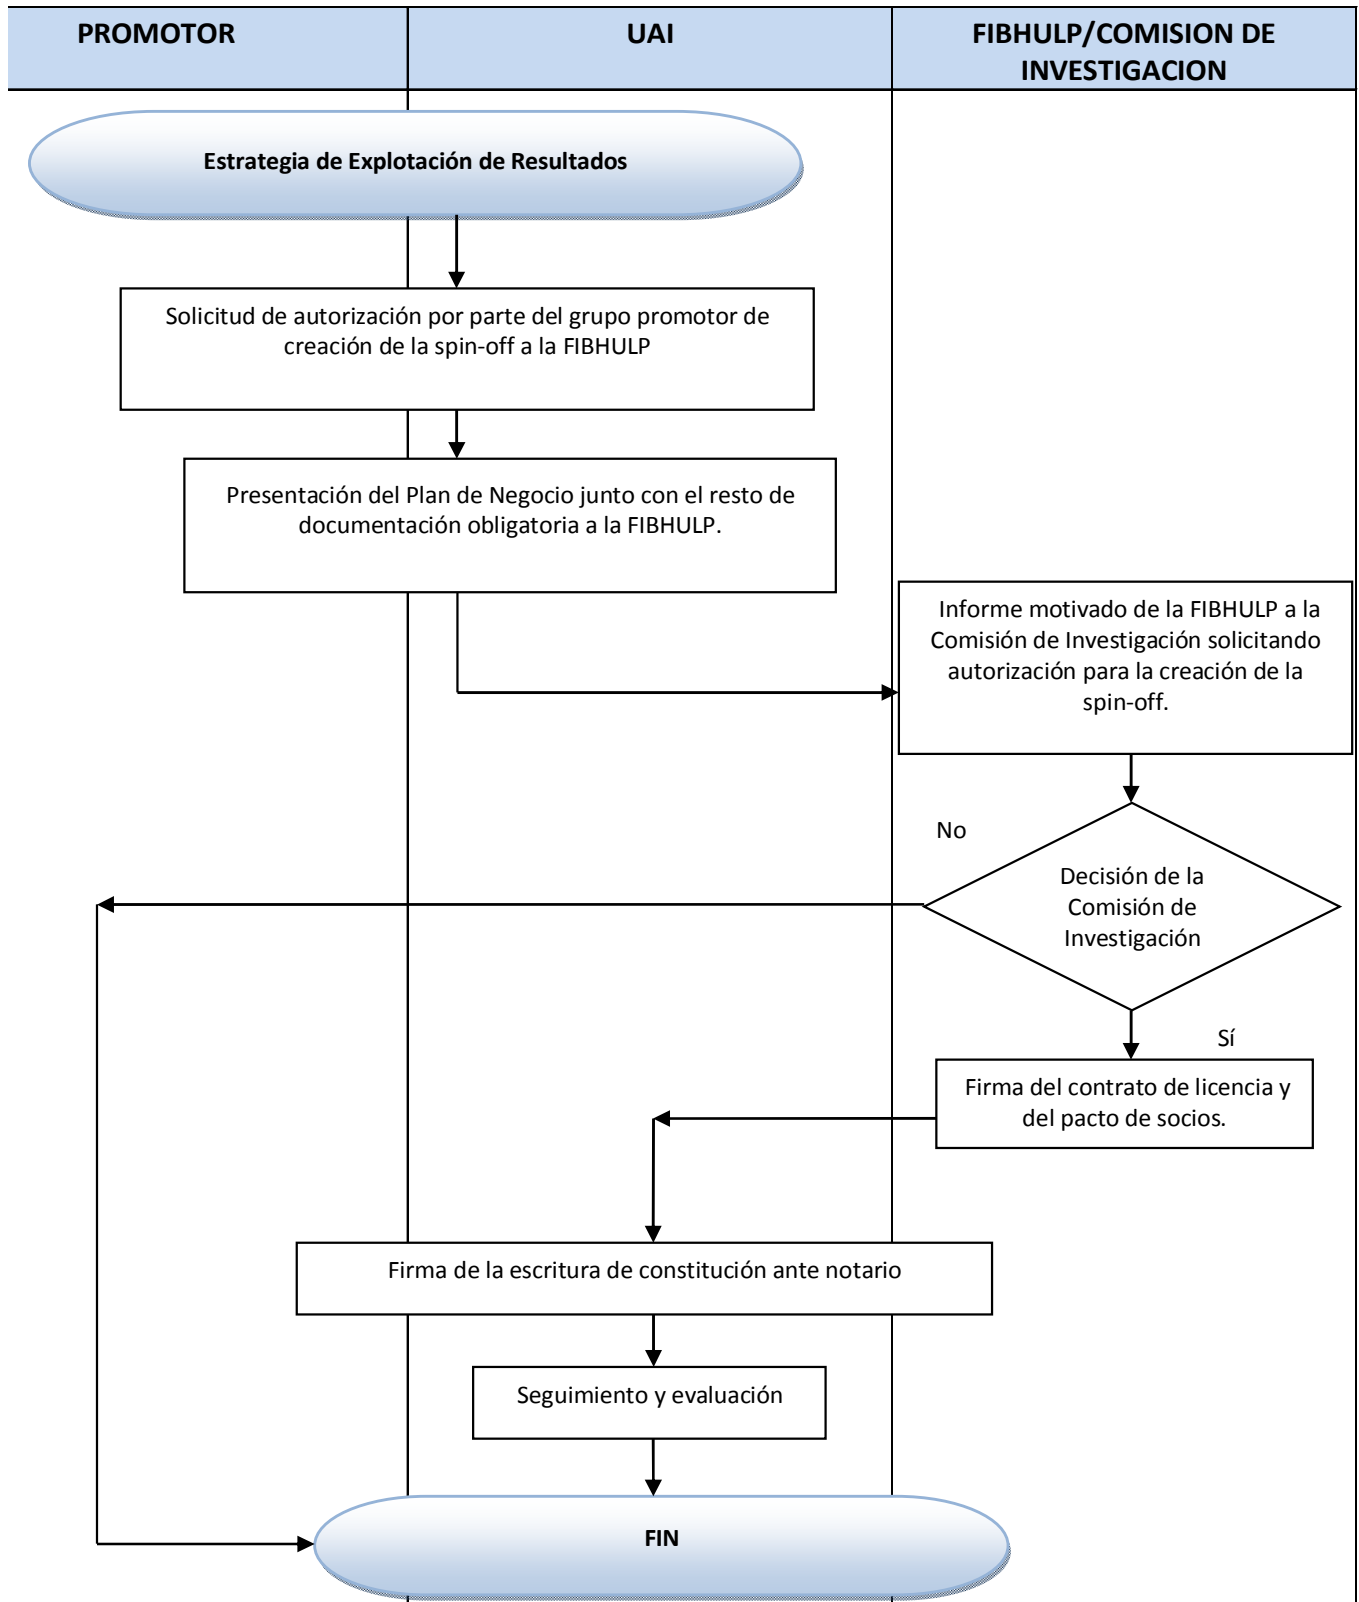 PROMOTOR
UAI
FIBHULP/COMISION DE
INVESTIGACION
Estrategia de Explotación de Resultados
Solicitud de autorización por parte del grupo promotor de
creación de la spin-off a la FIBHULP
Presentación del Plan de Negocio junto con el resto de
documentación obligatoria a la FIBHULP.
Informe motivado de la FIBHULP a la
Comisión de Investigación solicitando
autorización para la creación de la
spin-off.
No
Decisión de la
Comisión de
Investigación
Sí
Firma del contrato de licencia y
del pacto de socios.
Firma de la escritura de constitución ante notario
Seguimiento y evaluación
FIN